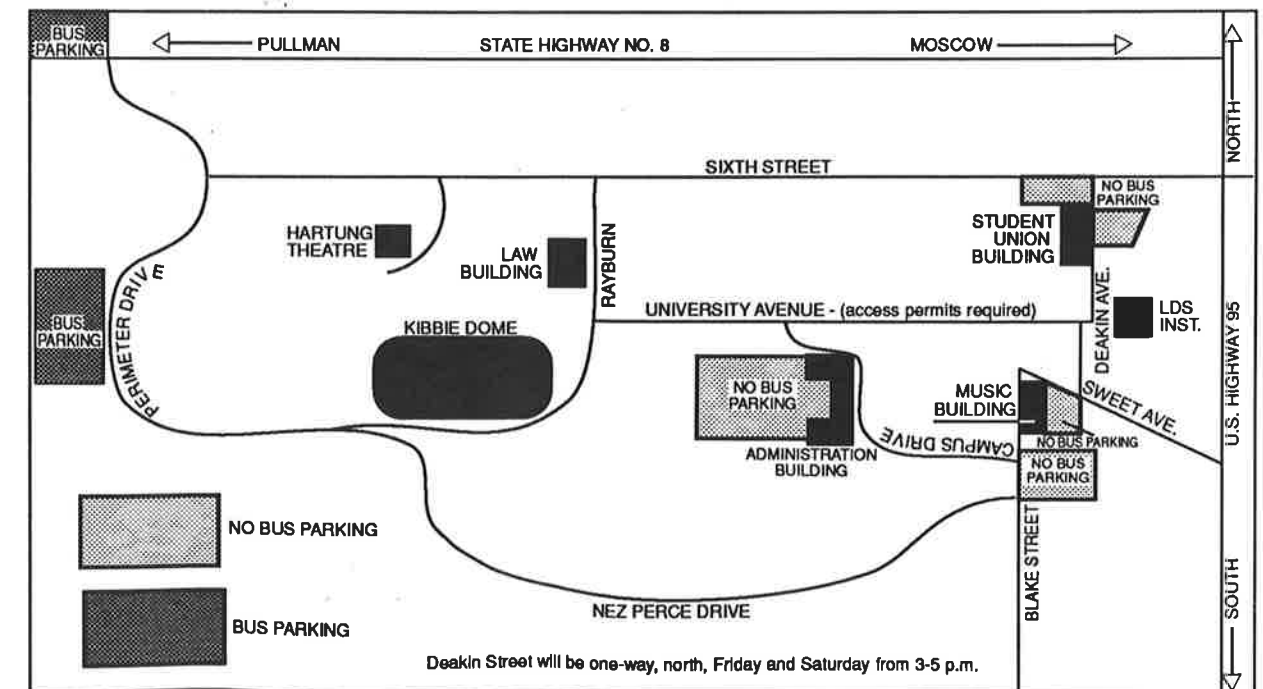 BUS
PARKING
PULLMAN
STATE HIGHWAY NO. 8
MOSCOW
NORTH
SIXTH STREET
NO BUS
PARKING
HARTUNG
THEATRE
LAW
BUILDING
RAYBURN
STUDENT
UNION
BUILDING
DEAKIN AVE.
LDS
INST.
UNIVERSITY AVENUE - (access permits required)
BUS
PARKING
PERIMETER DRIVE
KIBBIE DOME
NO BUS
PARKING
ADMINISTRATION
BUILDING
MUSIC
BUILDING
SWEET AVE.
U.S. HIGHWAY 95
CAMPUS DRIVE
NO BUS PARKING
NO BUS
PARKING
NO BUS PARKING
BUS PARKING
NEZ PERCE DRIVE
BLAKE STREET
SOUTH
Deakin Street will be one-way, north, Friday and Saturday from 3-5 p.m.